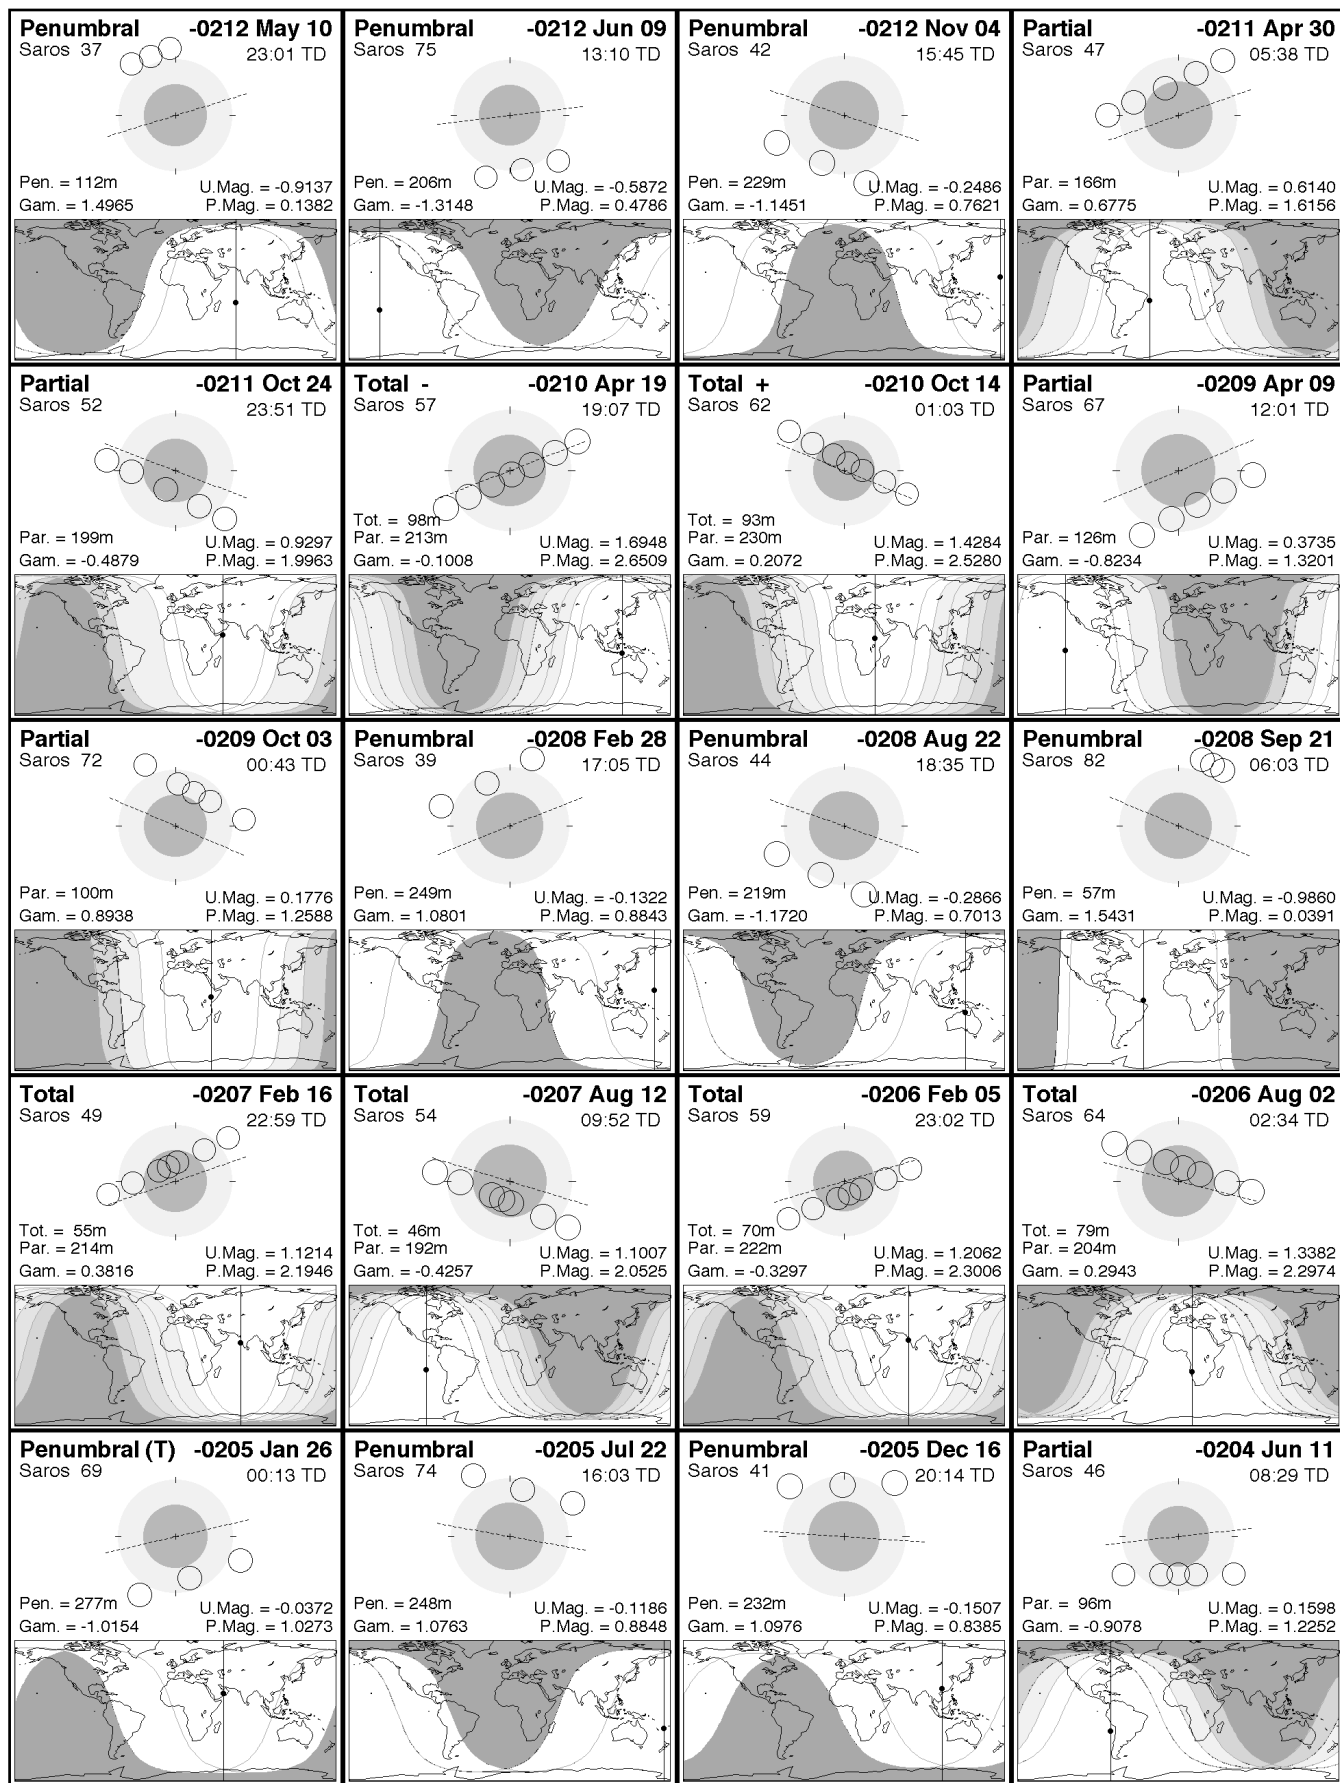 Penumbral -0212 May 10
Saros 37 23:01 TD
Pen. = 112m U.Mag. = -0.9137
Gam. = 1.4965 P.Mag. = 0.1382
Penumbral -0212 Jun 09
Saros 75 13:10 TD
Pen. = 206m U.Mag. = -0.5872
Gam. = -1.3148 P.Mag. = 0.4786
Penumbral -0212 Nov 04
Saros 42 15:45 TD
Pen. = 229m U.Mag. = -0.2486
Gam. = -1.1451 P.Mag. = 0.7621
Partial -0211 Apr 30
Saros 47 05:38 TD
Par. = 166m U.Mag. = 0.6140
Gam. = 0.6775 P.Mag. = 1.6156
Partial -0211 Oct 24
Saros 52 23:51 TD
Par. = 199m U.Mag. = 0.9297
Gam. = -0.4879 P.Mag. = 1.9963
Total - -0210 Apr 19
Saros 57 19:07 TD
Tot. = 98m
Par. = 213m U.Mag. = 1.6948
Gam. = -0.1008 P.Mag. = 2.6509
Total + -0210 Oct 14
Saros 62 01:03 TD
Tot. = 93m
Par. = 230m U.Mag. = 1.4284
Gam. = 0.2072 P.Mag. = 2.5280
Partial -0209 Apr 09
Saros 67 12:01 TD
Par. = 126m U.Mag. = 0.3735
Gam. = -0.8234 P.Mag. = 1.3201
Partial -0209 Oct 03
Saros 72 00:43 TD
Par. = 100m U.Mag. = 0.1776
Gam. = 0.8938 P.Mag. = 1.2588
Penumbral -0208 Feb 28
Saros 39 17:05 TD
Pen. = 249m U.Mag. = -0.1322
Gam. = 1.0801 P.Mag. = 0.8843
Penumbral -0208 Aug 22
Saros 44 18:35 TD
Pen. = 219m U.Mag. = -0.2866
Gam. = -1.1720 P.Mag. = 0.7013
Penumbral -0208 Sep 21
Saros 82 06:03 TD
Pen. = 57m U.Mag. = -0.9860
Gam. = 1.5431 P.Mag. = 0.0391
Total -0207 Feb 16
Saros 49 22:59 TD
Tot. = 55m
Par. = 214m U.Mag. = 1.1214
Gam. = 0.3816 P.Mag. = 2.1946
Total -0207 Aug 12
Saros 54 09:52 TD
Tot. = 46m
Par. = 192m U.Mag. = 1.1007
Gam. = -0.4257 P.Mag. = 2.0525
Total -0206 Feb 05
Saros 59 23:02 TD
Tot. = 70m
Par. = 222m U.Mag. = 1.2062
Gam. = -0.3297 P.Mag. = 2.3006
Total -0206 Aug 02
Saros 64 02:34 TD
Tot. = 79m
Par. = 204m U.Mag. = 1.3382
Gam. = 0.2943 P.Mag. = 2.2974
Penumbral (T) -0205 Jan 26
Saros 69 00:13 TD
Pen. = 277m U.Mag. = -0.0372
Gam. = -1.0154 P.Mag. = 1.0273
Penumbral -0205 Jul 22
Saros 74 16:03 TD
Pen. = 248m U.Mag. = -0.1186
Gam. = 1.0763 P.Mag. = 0.8848
Penumbral -0205 Dec 16
Saros 41 20:14 TD
Pen. = 232m U.Mag. = -0.1507
Gam. = 1.0976 P.Mag. = 0.8385
Partial -0204 Jun 11
Saros 46 08:29 TD
Par. = 96m U.Mag. = 0.1598
Gam. = -0.9078 P.Mag. = 1.2252